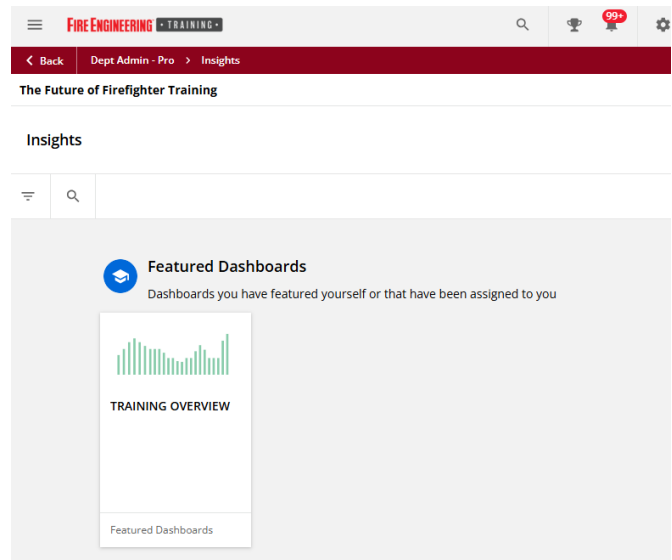 FIRE ENGINEERING • TRAINING •
99+
Back Dept Admin - Pro > Insights
The Future of Firefighter Training
Insights
Featured Dashboards
Dashboards you have featured yourself or that have been assigned to you
TRAINING OVERVIEW
Featured Dashboards